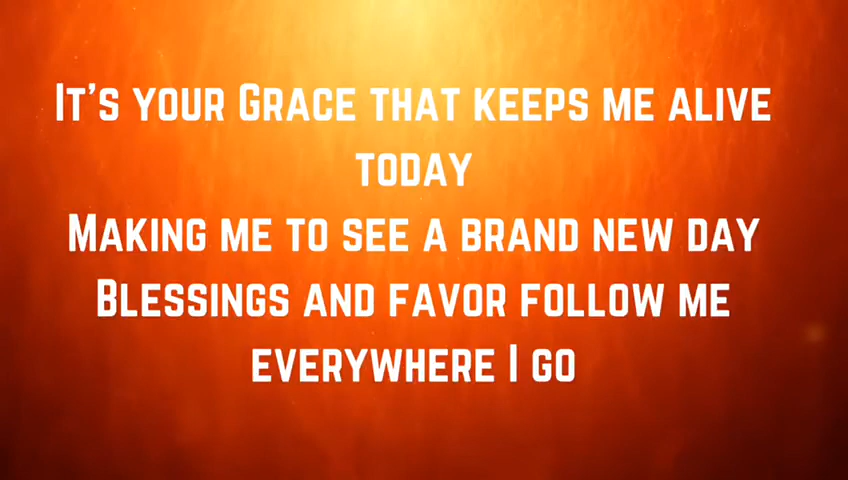 It's your Grace that keeps me alive
today
Making me to see a brand new day
Blessings and favor follow me
everywhere I go